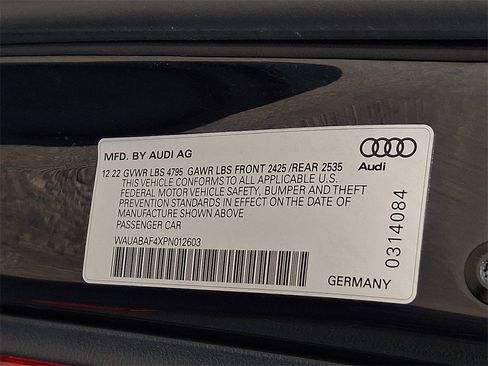 MFD. BY AUDI AG
12 22 GVWR LBS 4795 GAWR LBS FRONT 2425 /REAR 2535
THIS VEHICLE CONFORMS TO ALL APPLICABLE U.S.
FEDERAL MOTOR VEHICLE SAFETY, BUMPER AND THEFT
PREVENTION STANDARDS IN EFFECT ON THE DATE OF
MANUFACTURE SHOWN ABOVE
PASSENGER CAR
WAUABAF4XPN012603
Audi
0314084
GERMANY